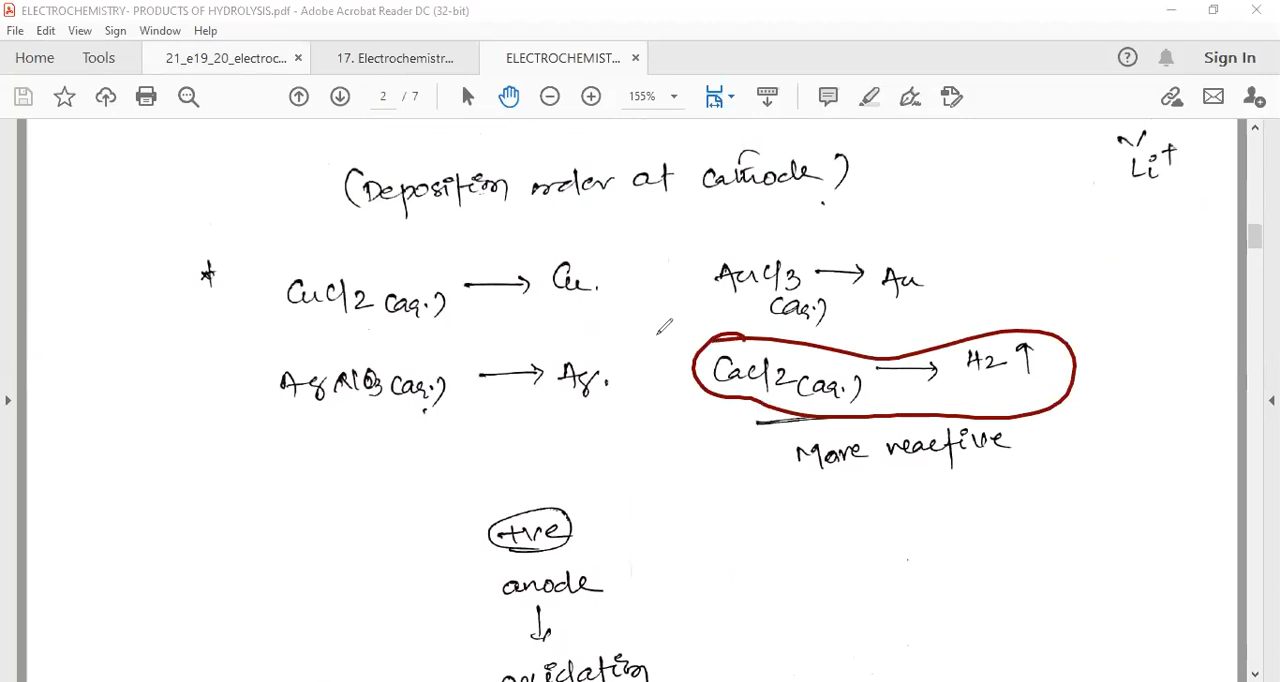 ELECTROCHEMISTRY- PRODUCTS OF HYDROLYSIS.pdf - Adobe Acrobat Reader DC (32-bit)
File Edit View Sign Window Help
Home Tools 21_e19_20_electroc... × 17. Electrochemistr... ELECTROCHEMIST... × Sign In
2 / 7 155%
Li+
(Deposition order at cathode)
* CuCl2 (aq.) → Cu. AuCl3 (aq.) → Au
AgNO3 (aq.) → Ag. CaCl2 (aq.) → H2 ↑
More reactive
+ve
anode
↓
oxidation